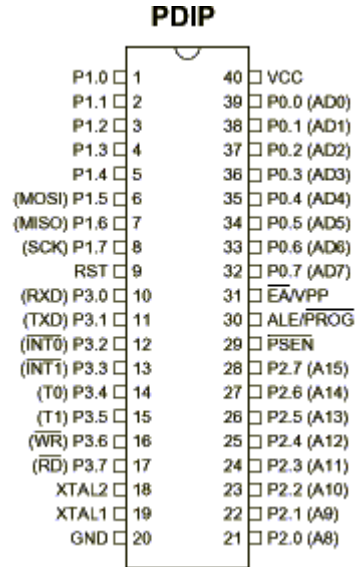 PDIP
P1.0 1 40 VCC
P1.1 2 39 P0.0 (AD0)
P1.2 3 38 P0.1 (AD1)
P1.3 4 37 P0.2 (AD2)
P1.4 5 36 P0.3 (AD3)
(MOSI) P1.5 6 35 P0.4 (AD4)
(MISO) P1.6 7 34 P0.5 (AD5)
(SCK) P1.7 8 33 P0.6 (AD6)
RST 9 32 P0.7 (AD7)
(RXD) P3.0 10 31 E̅A̅/VPP
(TXD) P3.1 11 30 ALE/P̅R̅O̅G̅
(I̅N̅T̅0̅) P3.2 12 29 P̅S̅E̅N̅
(I̅N̅T̅1̅) P3.3 13 28 P2.7 (A15)
(T0) P3.4 14 27 P2.6 (A14)
(T1) P3.5 15 26 P2.5 (A13)
(W̅R̅) P3.6 16 25 P2.4 (A12)
(R̅D̅) P3.7 17 24 P2.3 (A11)
XTAL2 18 23 P2.2 (A10)
XTAL1 19 22 P2.1 (A9)
GND 20 21 P2.0 (A8)